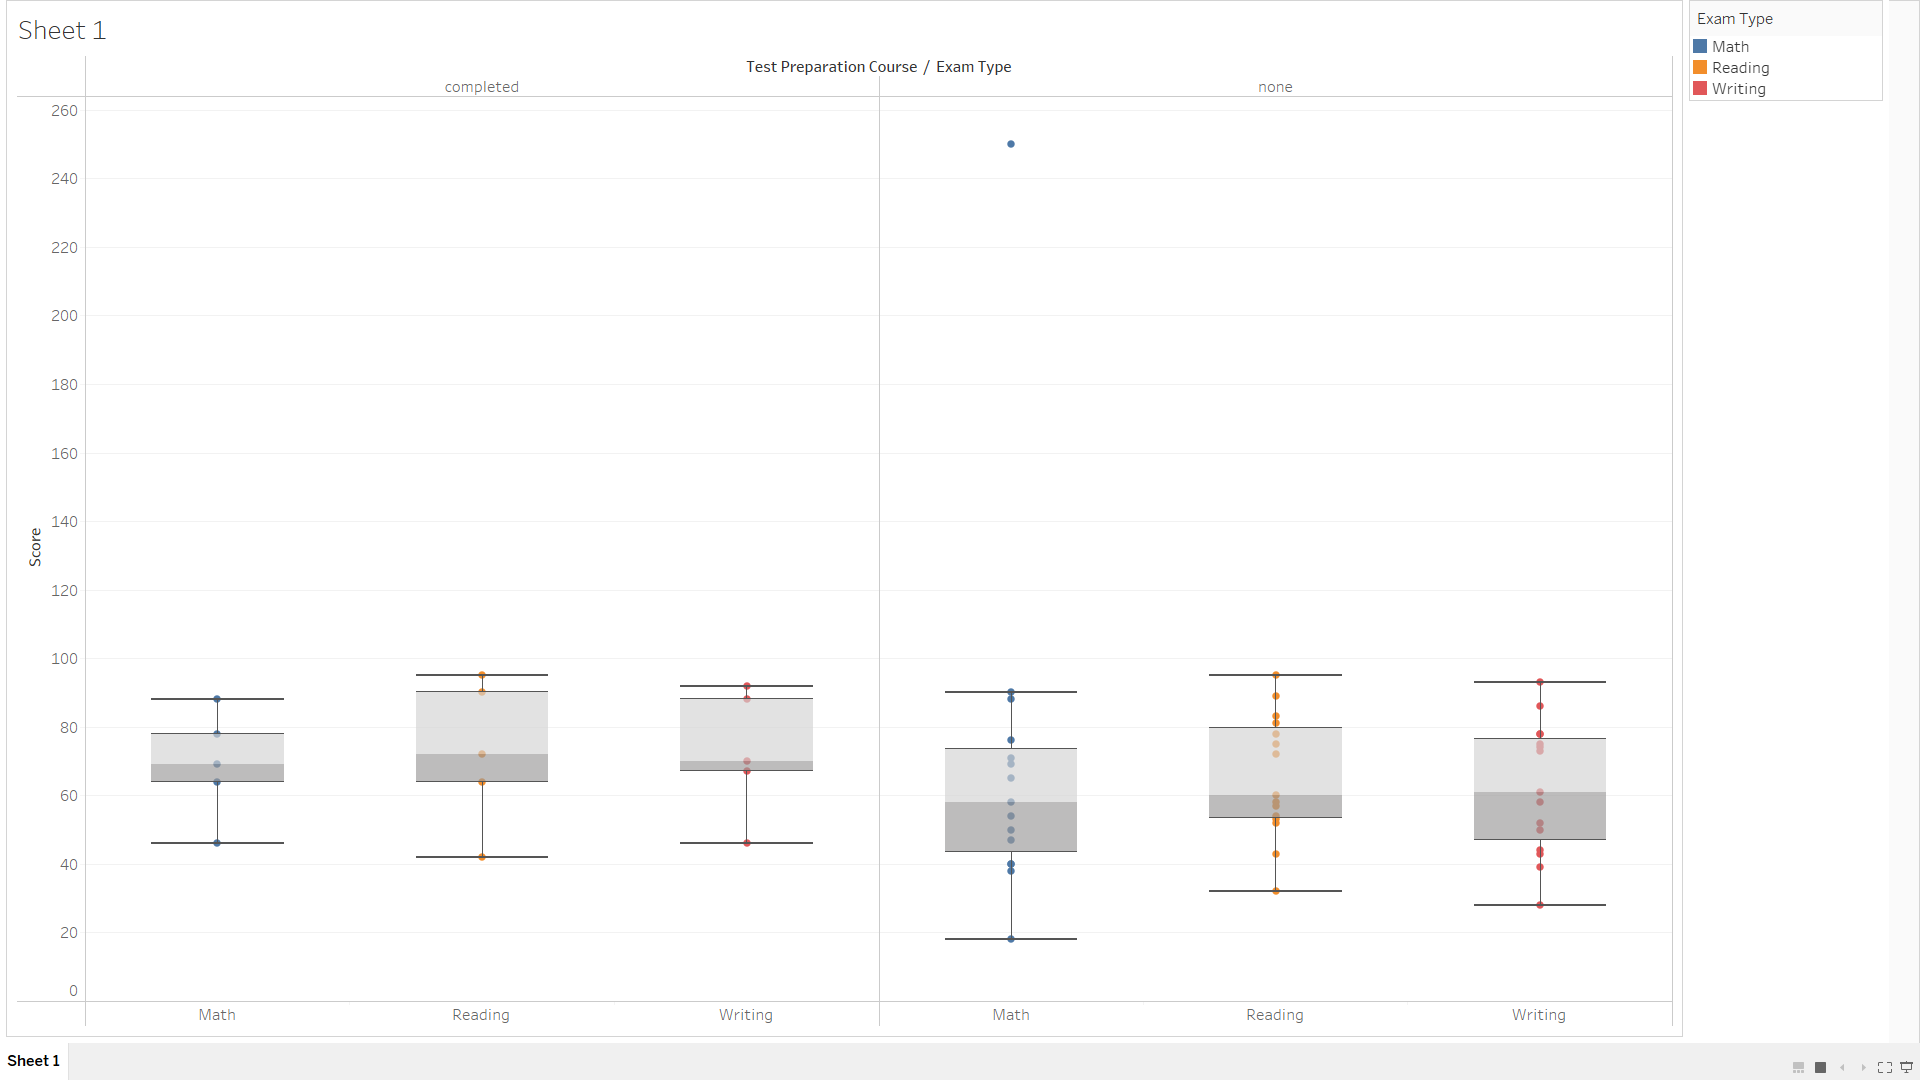 Sheet 1
Test Preparation Course / Exam Type
completed none
260
240
220
200
180
160
140
120
100
80
60
40
20
0
Score
Math Reading Writing Math Reading Writing
Exam Type
Math
Reading
Writing
Sheet 1